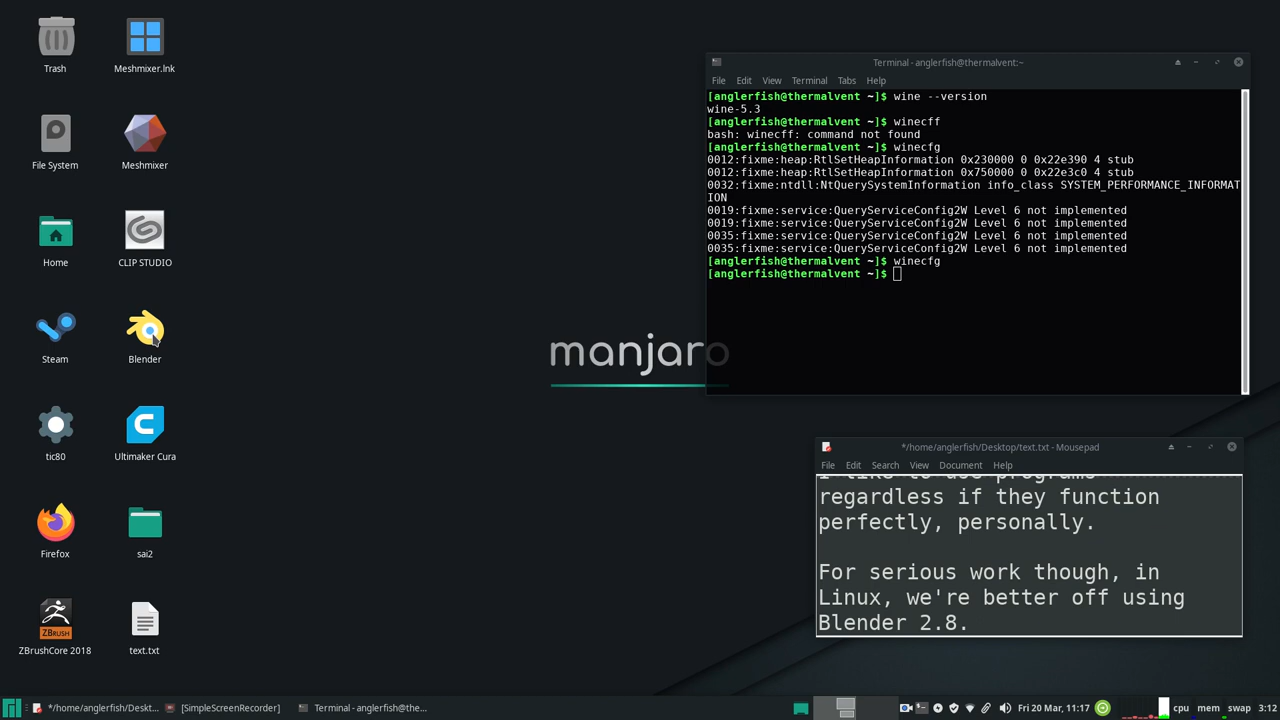 Trash
Meshmixer.lnk
File System
Meshmixer
Home
CLIP STUDIO
Steam
Blender
tic80
Ultimaker Cura
Firefox
sai2
ZBRUSH
ZBrushCore 2018
text.txt
manjaro
Terminal - anglerfish@thermalvent:~
File Edit View Terminal Tabs Help
[anglerfish@thermalvent ~]$ wine --version
wine-5.3
[anglerfish@thermalvent ~]$ winecff
bash: winecff: command not found
[anglerfish@thermalvent ~]$ winecfg
0012:fixme:heap:RtlSetHeapInformation 0x230000 0 0x22e390 4 stub
0012:fixme:heap:RtlSetHeapInformation 0x750000 0 0x22e3c0 4 stub
0032:fixme:ntdll:NtQuerySystemInformation info_class SYSTEM_PERFORMANCE_INFORMAT
ION
0019:fixme:service:QueryServiceConfig2W Level 6 not implemented
0019:fixme:service:QueryServiceConfig2W Level 6 not implemented
0035:fixme:service:QueryServiceConfig2W Level 6 not implemented
0035:fixme:service:QueryServiceConfig2W Level 6 not implemented
[anglerfish@thermalvent ~]$ winecfg
[anglerfish@thermalvent ~]$
*/home/anglerfish/Desktop/text.txt - Mousepad
File Edit Search View Document Help
I like to use programs
regardless if they function
perfectly, personally.
For serious work though, in
Linux, we're better off using
Blender 2.8.
*/home/anglerfish/Deskt... [SimpleScreenRecorder] Terminal - anglerfish@the... Fri 20 Mar, 11:17 cpu mem swap 3:12